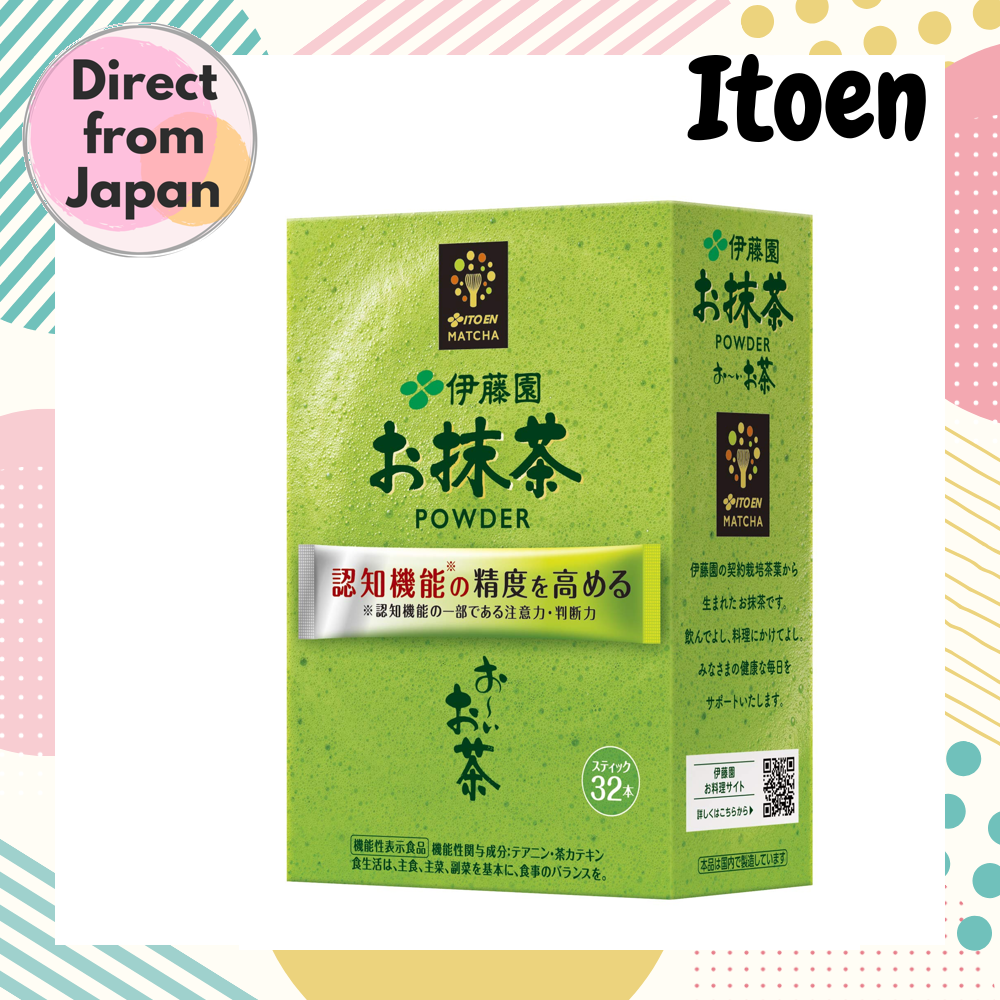 Direct
from
Japan
Itoen
ITO EN
MATCHA
伊藤園
お抹茶
POWDER
認知機能※の精度を高める
※認知機能の一部である注意力・判断力
お〜いお茶
スティック
32本
機能性表示食品 機能性関与成分:テアニン・茶カテキン
食生活は、主食、主菜、副菜を基本に、食事のバランスを。
伊藤園
お抹茶
POWDER
お〜いお茶
ITO EN
MATCHA
伊藤園の契約栽培茶葉から
生まれたお抹茶です。
飲んでよし、料理にかけてよし。
みなさまの健康な毎日を
サポートいたします。
伊藤園
お料理サイト
詳しくはこちらから▶
本品は国内で製造しています